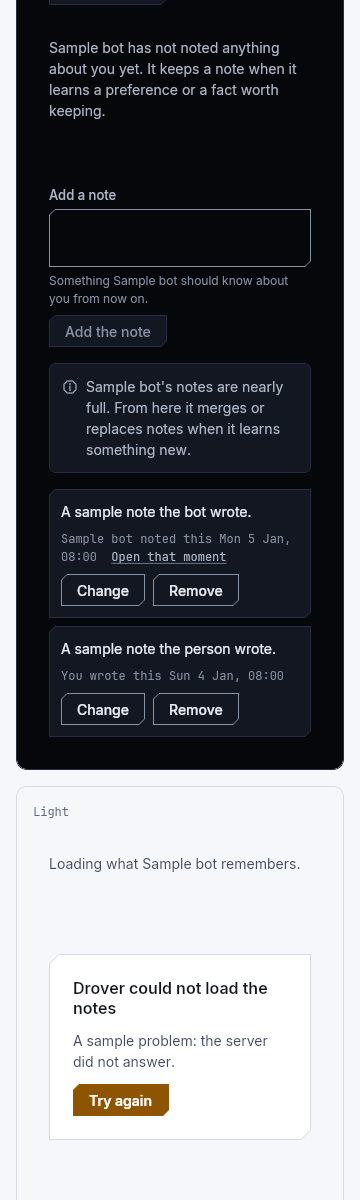 Sample bot has not noted anything
about you yet. It keeps a note when it
learns a preference or a fact worth
keeping.
Add a note
Something Sample bot should know about
you from now on.
Add the note
Sample bot's notes are nearly
full. From here it merges or
replaces notes when it learns
something new.
A sample note the bot wrote.
Sample bot noted this Mon 5 Jan,
08:00 Open that moment
Change Remove
A sample note the person wrote.
You wrote this Sun 4 Jan, 08:00
Change Remove
Light
Loading what Sample bot remembers.
Drover could not load the
notes
A sample problem: the server
did not answer.
Try again